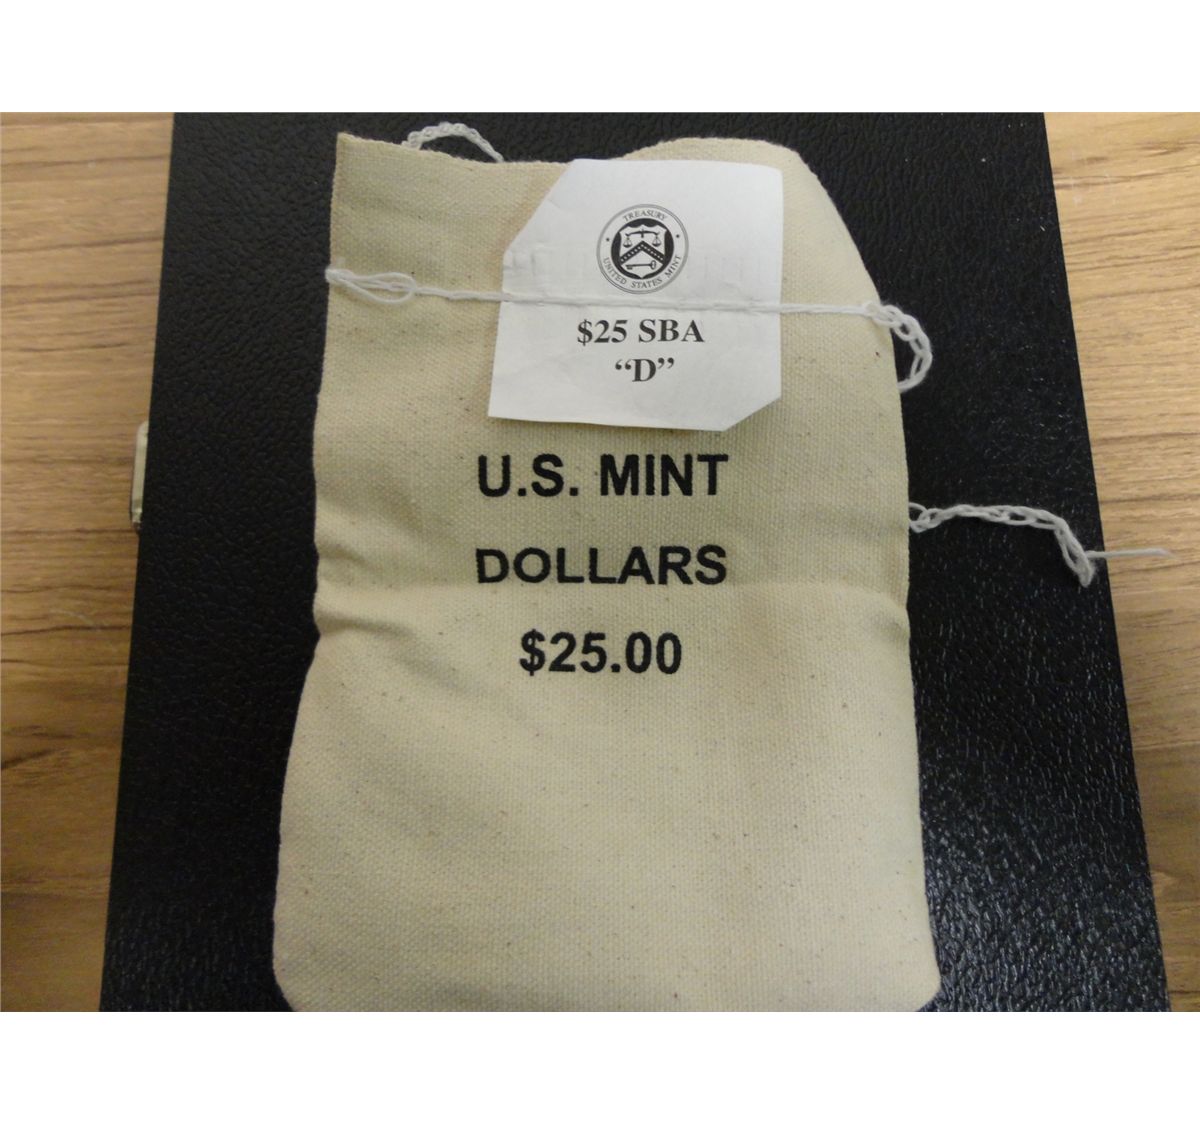 TREASURY
UNITED STATES MINT
$25 SBA
“D”
U.S. MINT
DOLLARS
$25.00